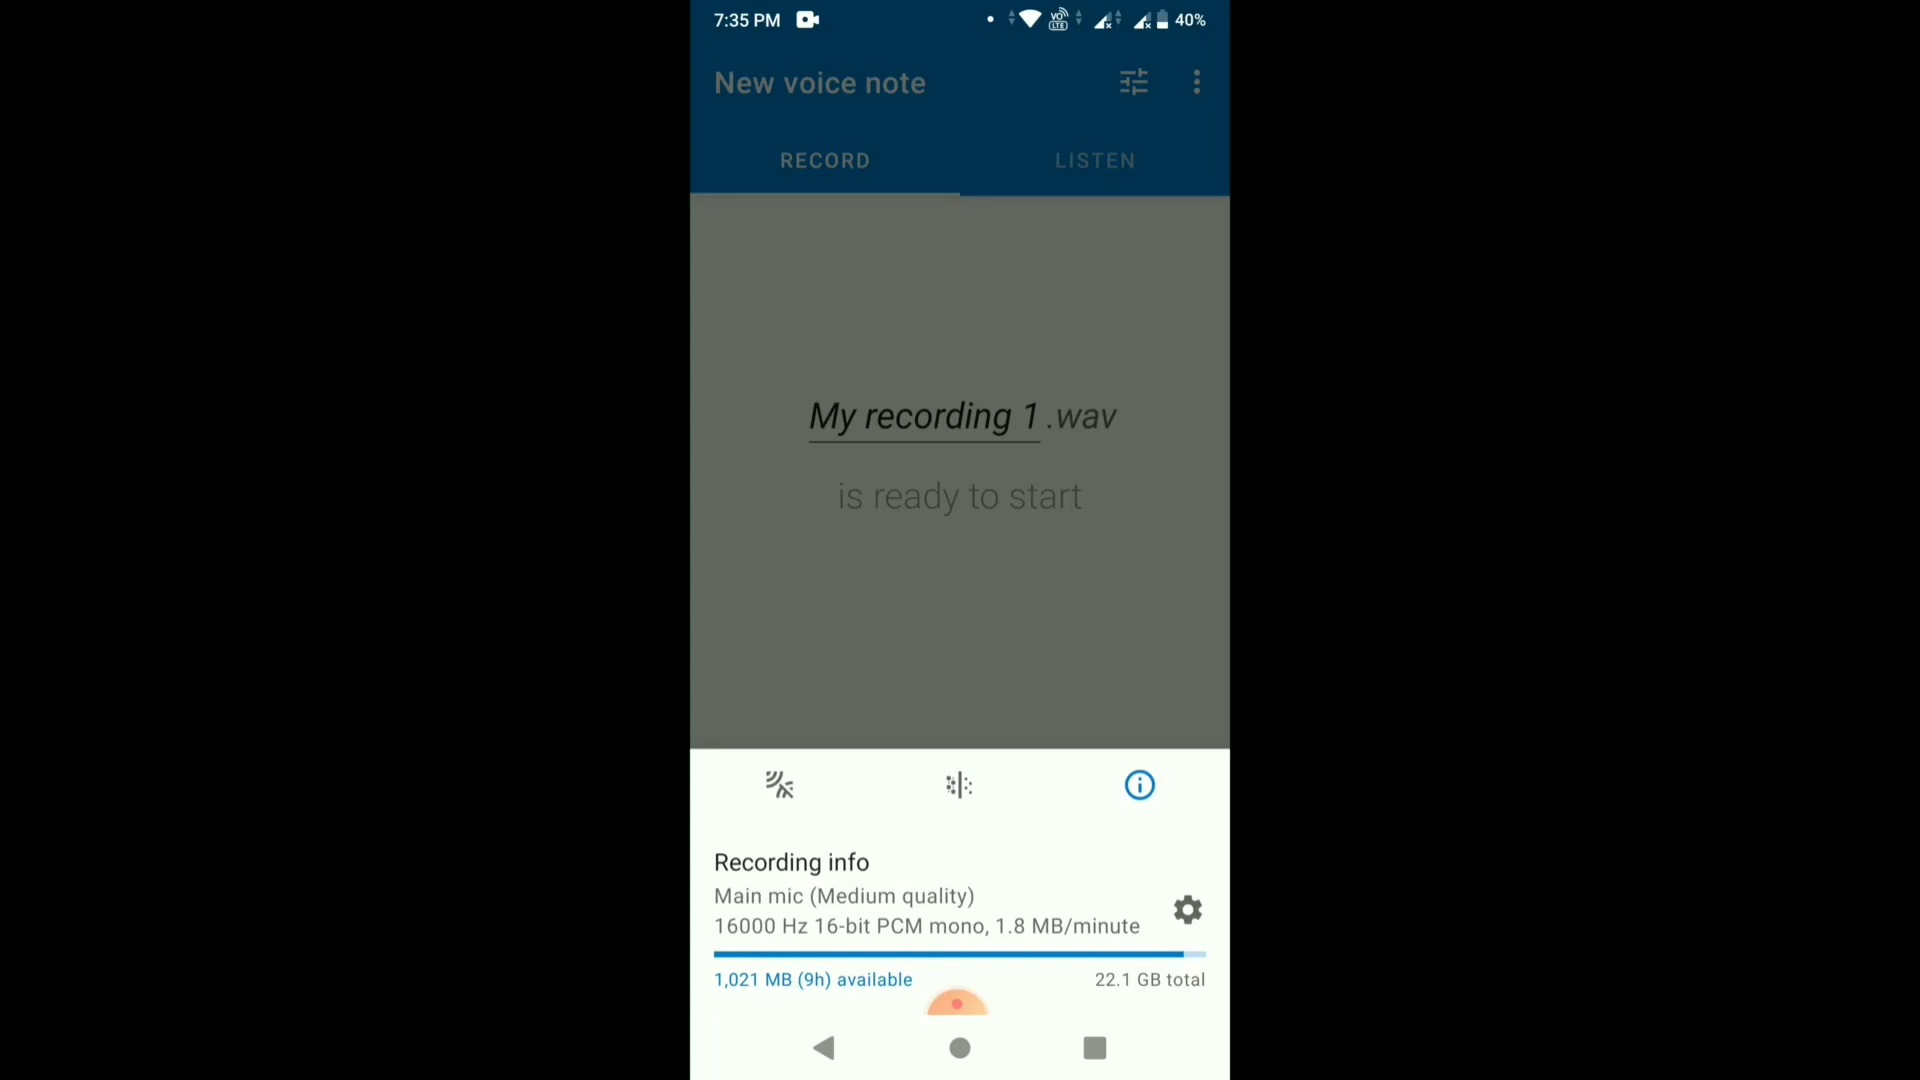 7:35 PM
VO LTE
40%
New voice note
RECORD
LISTEN
My recording 1 .wav
is ready to start
Recording info
Main mic (Medium quality)
16000 Hz 16-bit PCM mono, 1.8 MB/minute
1,021 MB (9h) available
22.1 GB total